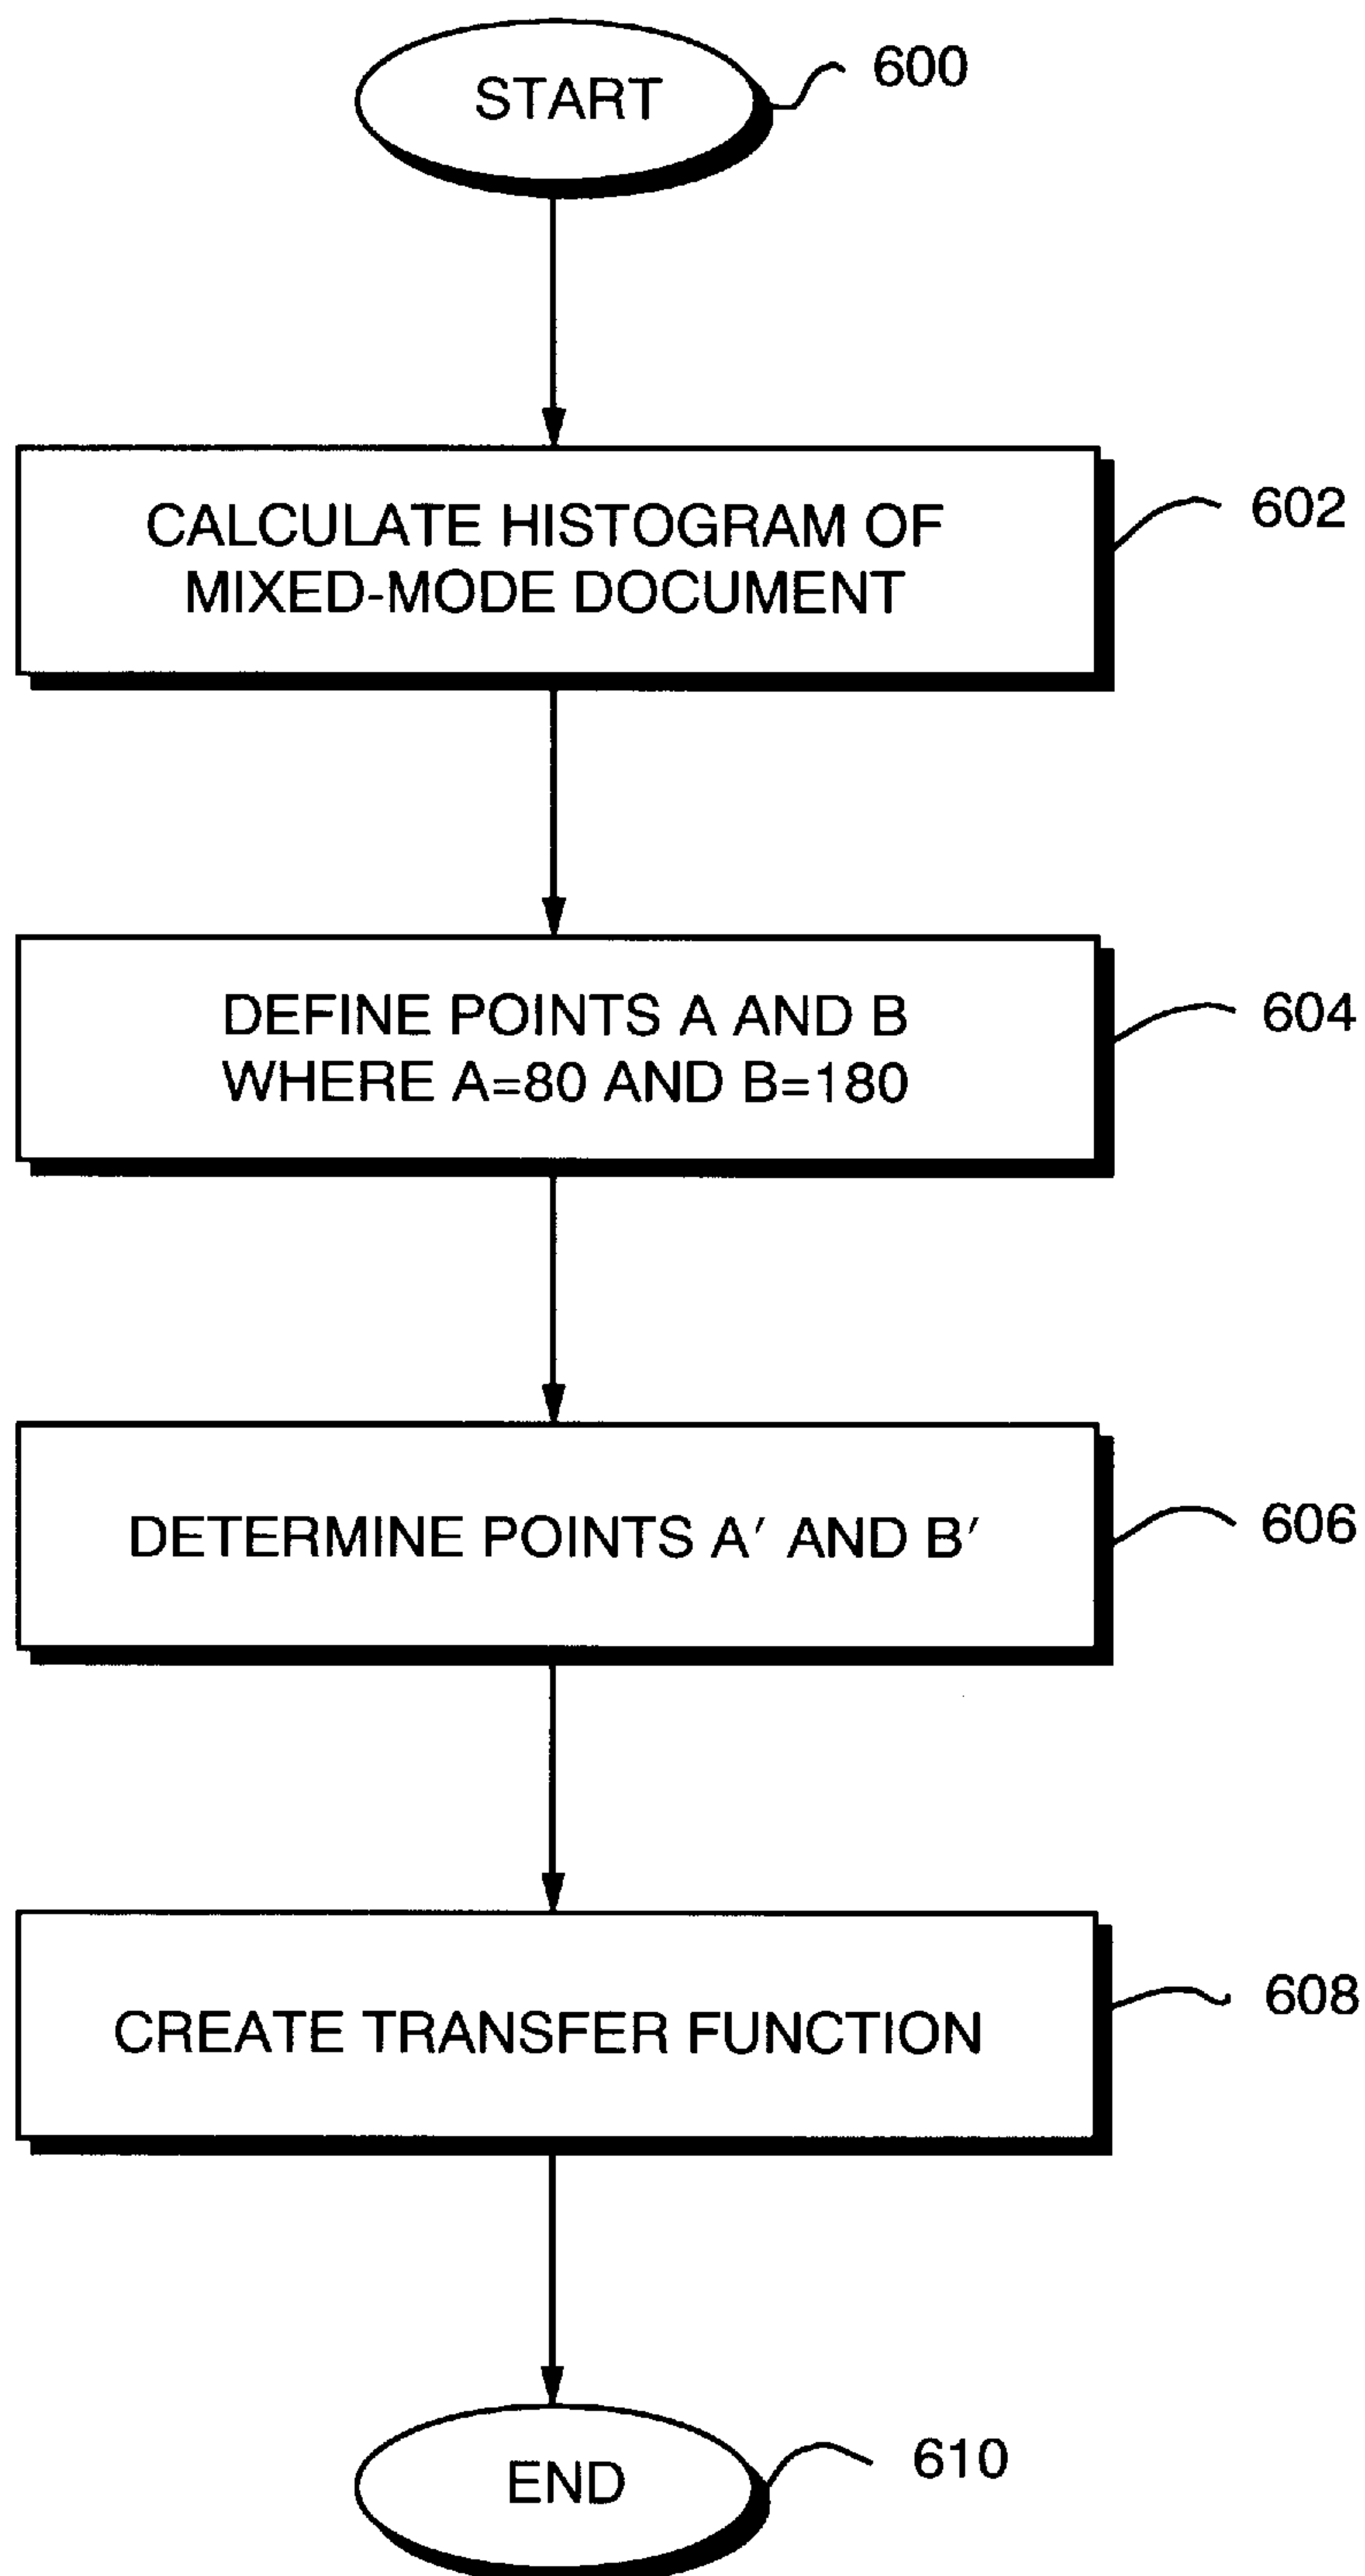 START
600
CALCULATE HISTOGRAM OF
MIXED-MODE DOCUMENT
602
DEFINE POINTS A AND B
WHERE A=80 AND B=180
604
DETERMINE POINTS A′ AND B′
606
CREATE TRANSFER FUNCTION
608
END
610